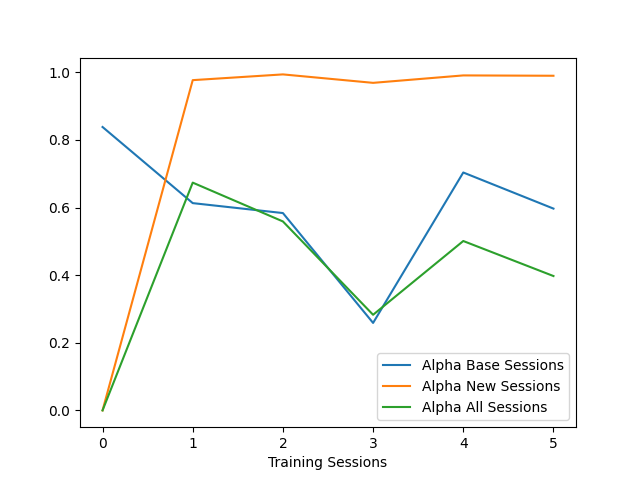 1.0
0.8
0.6
0.4
0.2
0.0
Alpha Base Sessions
Alpha New Sessions
Alpha All Sessions
0 1 2 3 4 5
Training Sessions